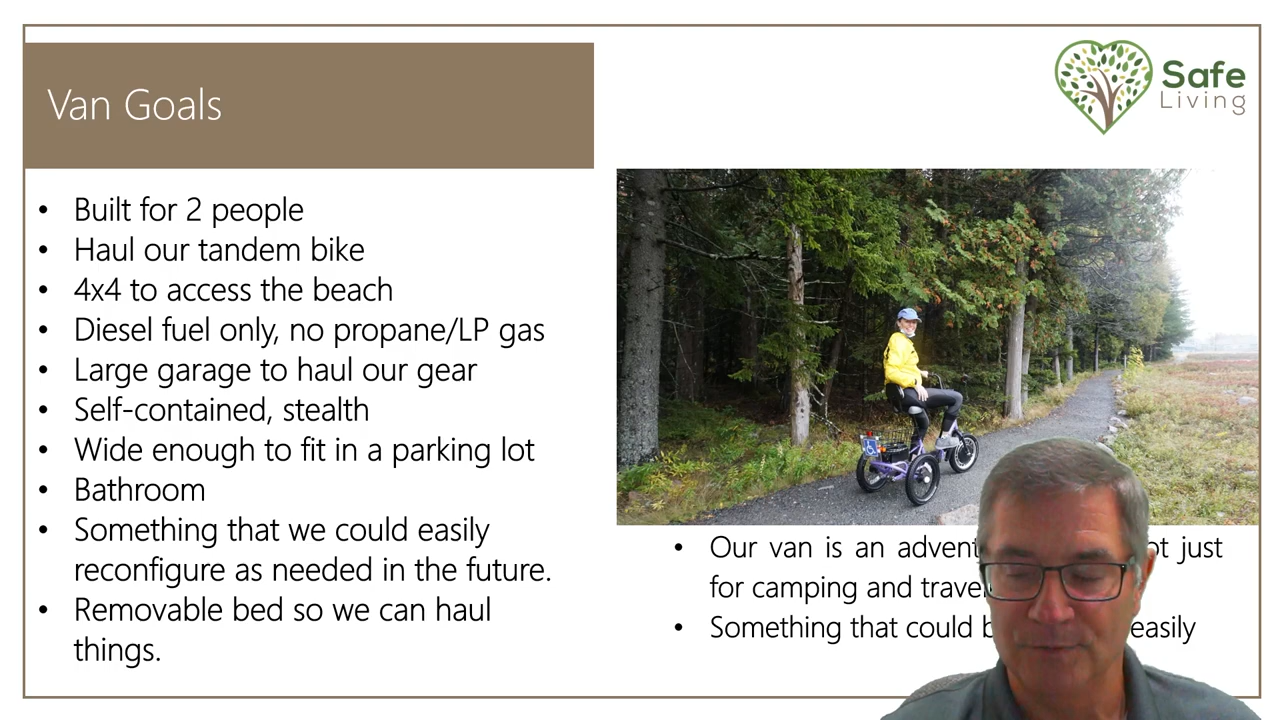 Van Goals
Safe
Living
• Built for 2 people
• Haul our tandem bike
• 4x4 to access the beach
• Diesel fuel only, no propane/LP gas
• Large garage to haul our gear
• Self-contained, stealth
• Wide enough to fit in a parking lot
• Bathroom
• Something that we could easily
reconfigure as needed in the future.
• Removable bed so we can haul
things.
• Our van is an just
for camping and
• Something that could easily